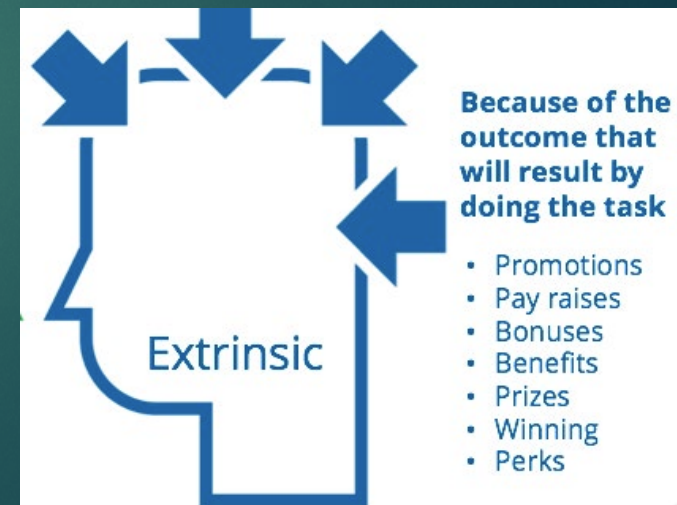 Because of the
outcome that
will result by
doing the task
• Promotions
• Pay raises
• Bonuses
• Benefits
• Prizes
• Winning
• Perks
Extrinsic